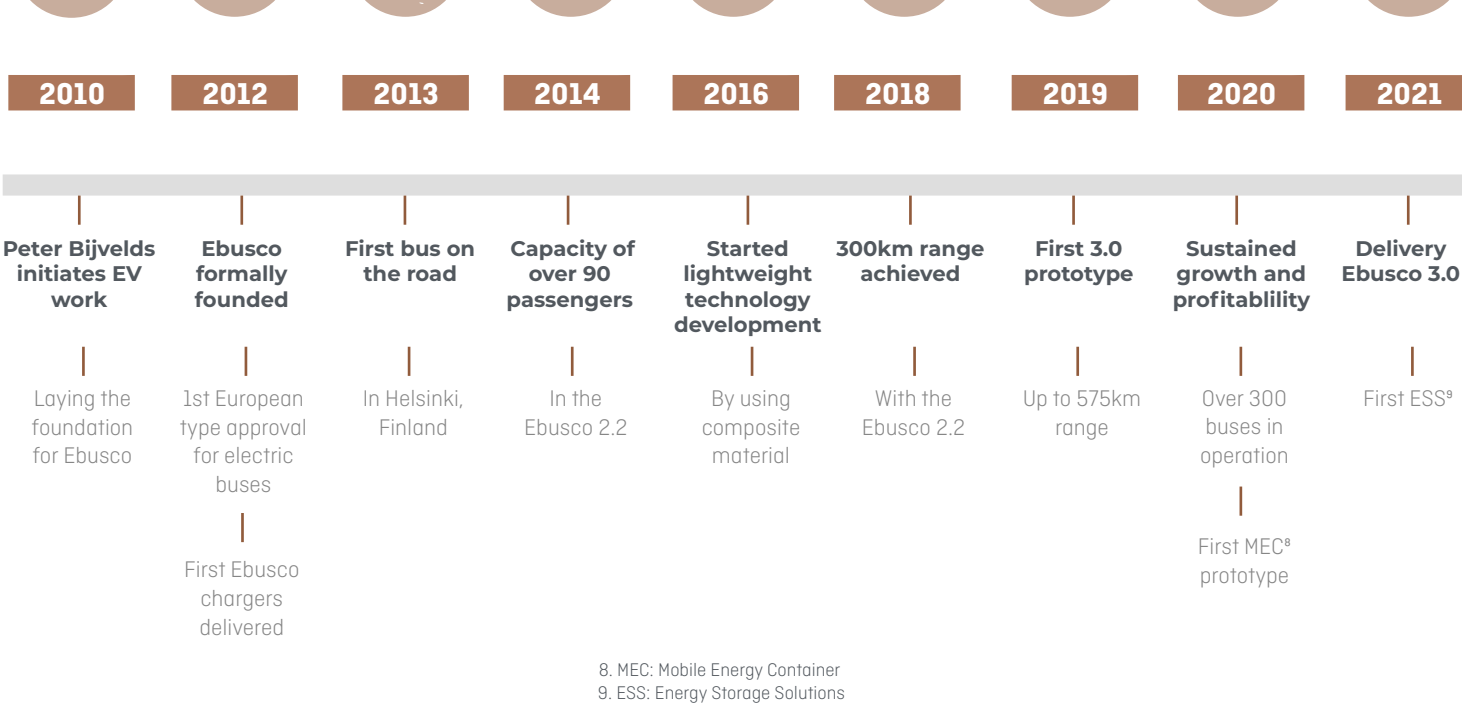 2010
2012
2013
2014
2016
2018
2019
2020
2021
Peter Bijvelds
initiates EV
work
Laying the
foundation
for Ebusco
Ebusco
formally
founded
1st European
type approval
for electric
buses
First Ebusco
chargers
delivered
First bus on
the road
In Helsinki,
Finland
Capacity of
over 90
passengers
In the
Ebusco 2.2
Started
lightweight
technology
development
By using
composite
material
300km range
achieved
With the
Ebusco 2.2
First 3.0
prototype
Up to 575km
range
Sustained
growth and
profitablility
Over 300
buses in
operation
First MEC⁸
prototype
Delivery
Ebusco 3.0
First ESS⁹
8. MEC: Mobile Energy Container
9. ESS: Energy Storage Solutions